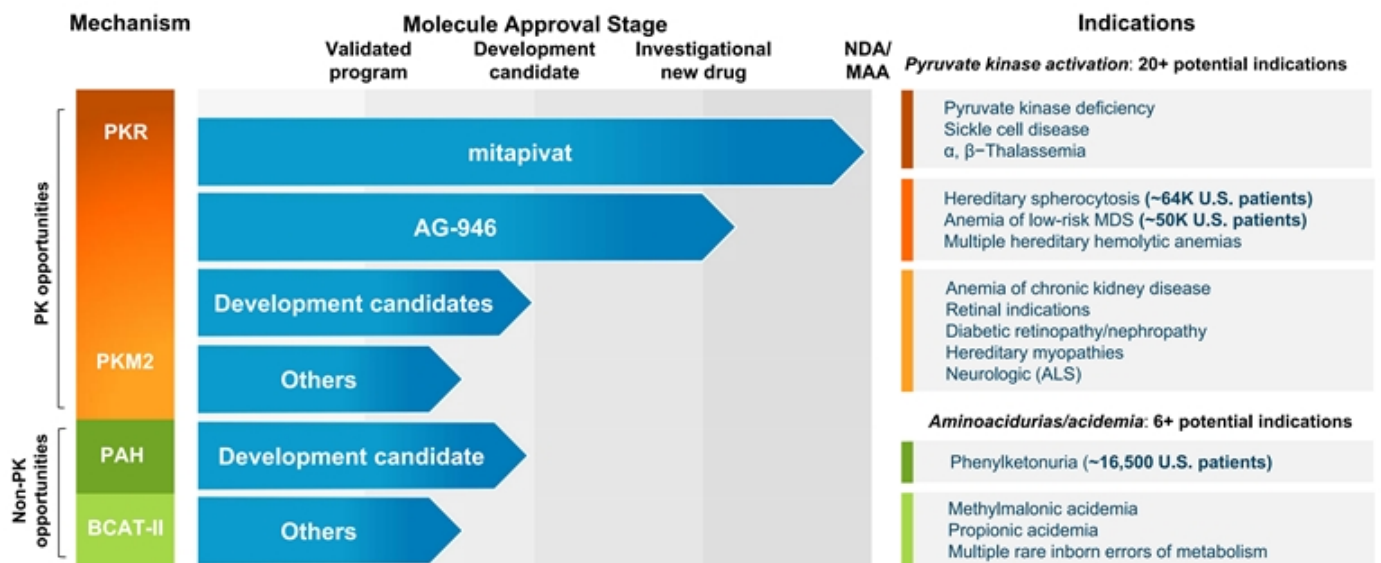 Mechanism
Molecule Approval Stage
Indications
Validated
program
Development
candidate
Investigational
new drug
NDA/
MAA
Pyruvate kinase activation: 20+ potential indications
PK opportunities
PKR
mitapivat
Pyruvate kinase deficiency
Sickle cell disease
α, β−Thalassemia
AG-946
Hereditary spherocytosis (~64K U.S. patients)
Anemia of low-risk MDS (~50K U.S. patients)
Multiple hereditary hemolytic anemias
Development candidates
PKM2
Others
Anemia of chronic kidney disease
Retinal indications
Diabetic retinopathy/nephropathy
Hereditary myopathies
Neurologic (ALS)
Aminoacidurias/acidemia: 6+ potential indications
Non-PK
opportunities
PAH
Development candidate
Phenylketonuria (~16,500 U.S. patients)
BCAT-II
Others
Methylmalonic acidemia
Propionic acidemia
Multiple rare inborn errors of metabolism